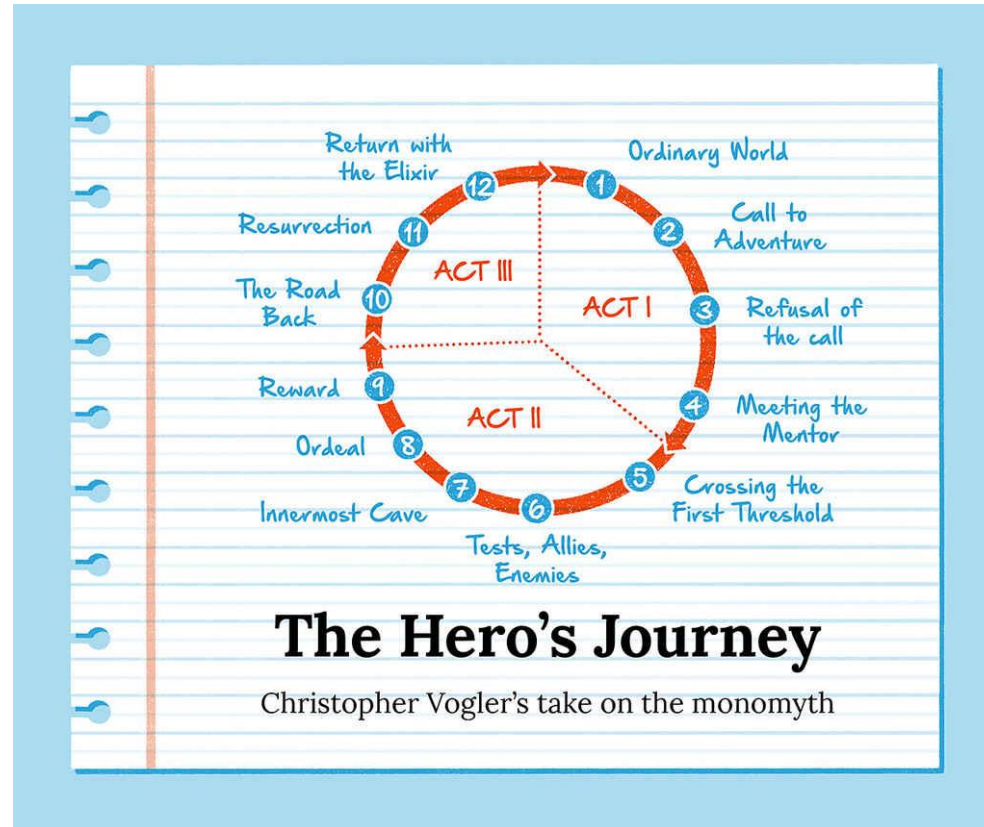 Return with
the Elixir
Ordinary World
12
1
Resurrection
11
2
Call to
Adventure
ACT III
The Road
Back
10
ACT I
3
Refusal of
the call
Reward
9
4
Meeting the
Mentor
ACT II
Ordeal
8
5
Crossing the
First Threshold
7
6
Innermost Cave
Tests, Allies,
Enemies
The Hero's Journey
Christopher Vogler's take on the monomyth